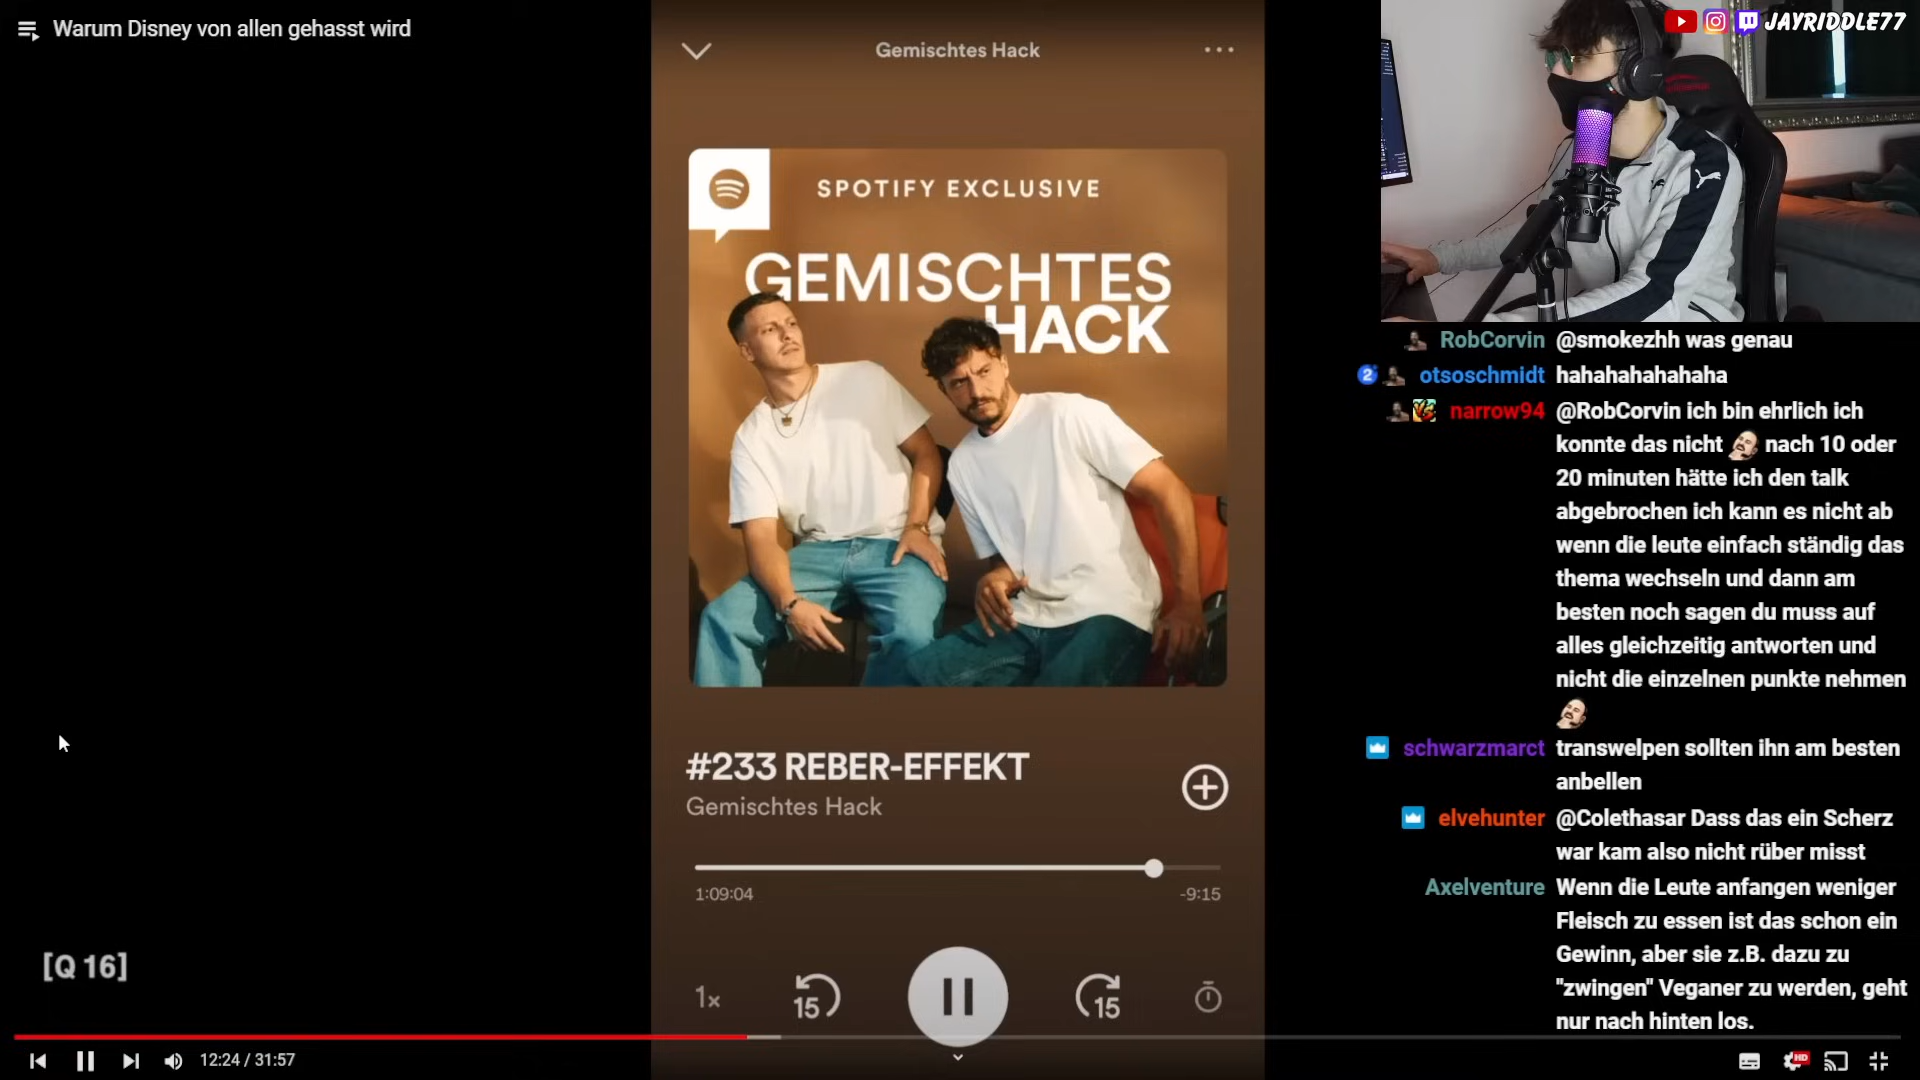 Warum Disney von allen gehasst wird
Gemischtes Hack
SPOTIFY EXCLUSIVE
GEMISCHTES
HACK
#233 REBER-EFFEKT
Gemischtes Hack
1:09:04
-9:15
1x
15
15
[Q 16]
12:24 / 31:57
HD
JAYRIDDLE77
RobCorvin @smokezhh was genau
2 otsoschmidt hahahahahahaha
narrow94 @RobCorvin ich bin ehrlich ich
konnte das nicht nach 10 oder
20 minuten hätte ich den talk
abgebrochen ich kann es nicht ab
wenn die leute einfach ständig das
thema wechseln und dann am
besten noch sagen du muss auf
alles gleichzeitig antworten und
nicht die einzelnen punkte nehmen
schwarzmarct transwelpen sollten ihn am besten
anbellen
elvehunter @Colethasar Dass das ein Scherz
war kam also nicht rüber misst
Axelventure Wenn die Leute anfangen weniger
Fleisch zu essen ist das schon ein
Gewinn, aber sie z.B. dazu zu
"zwingen" Veganer zu werden, geht
nur nach hinten los.